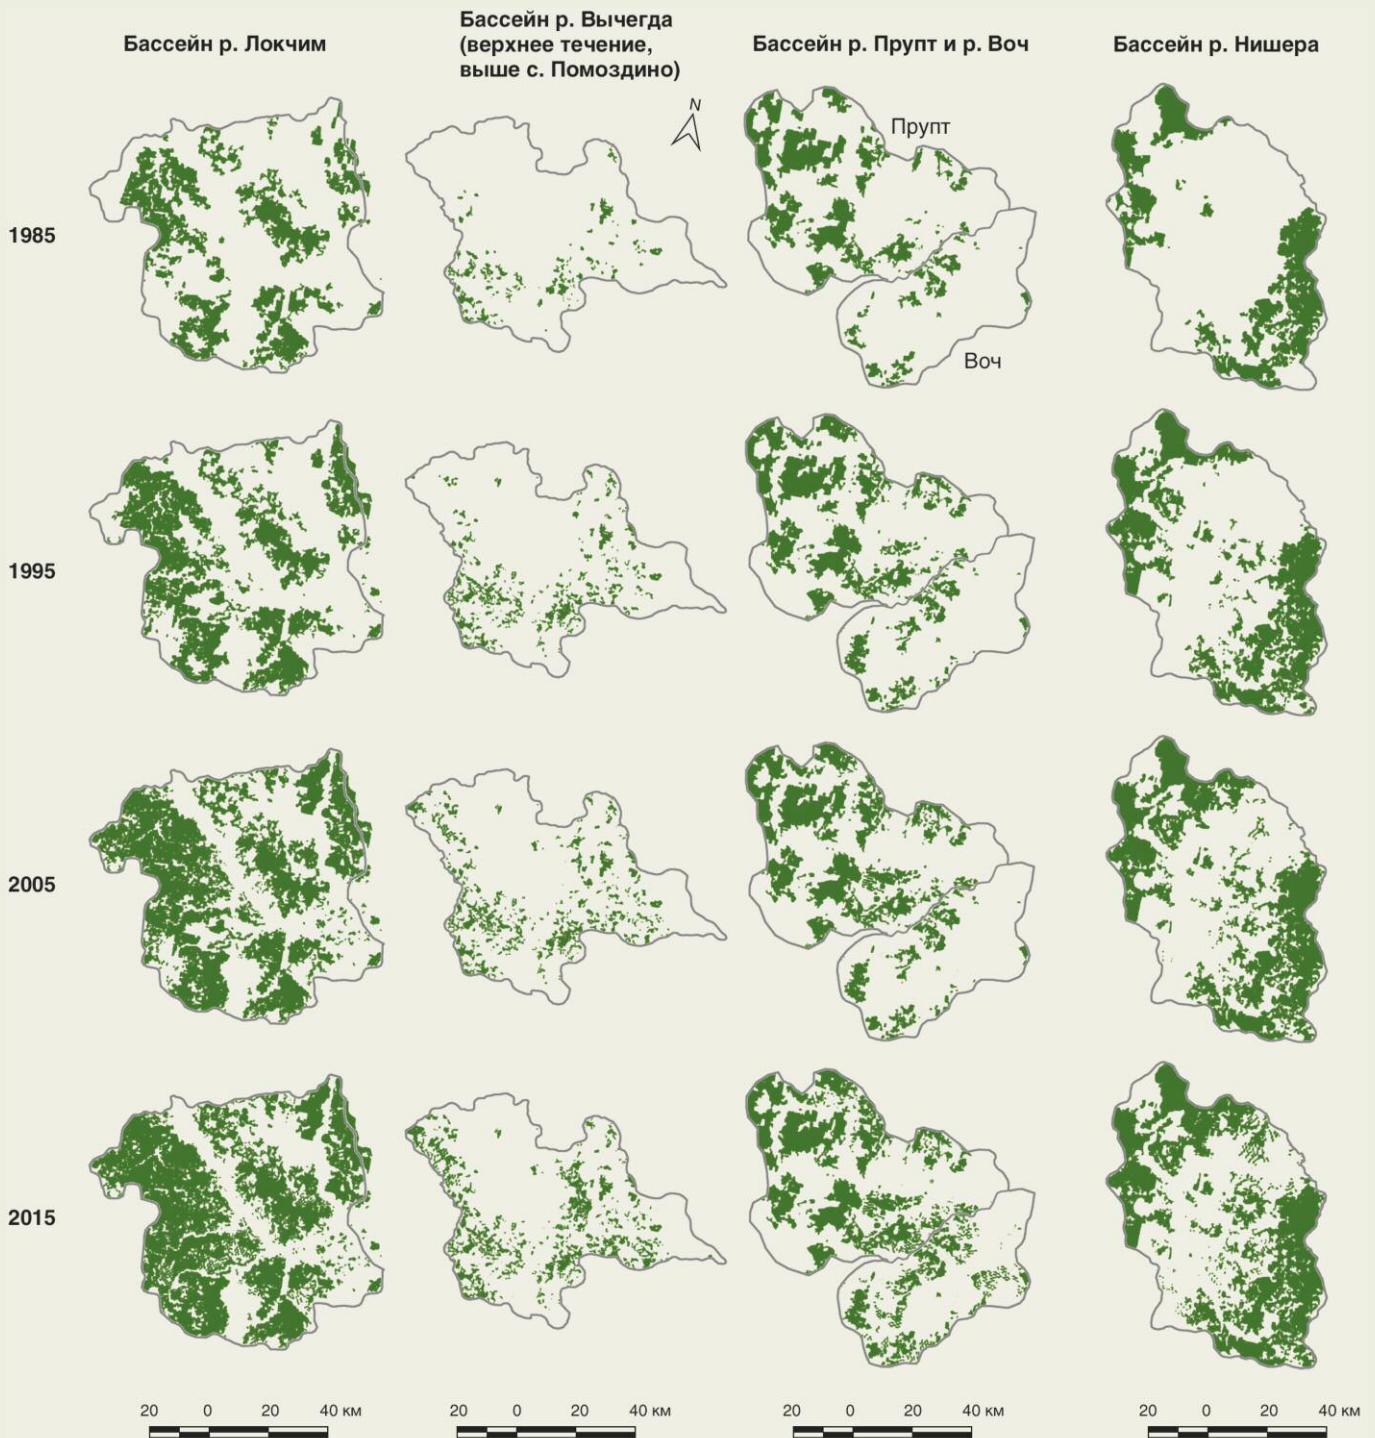 Бассейн р. Локчим
Бассейн р. Вычегда
(верхнее течение,
выше с. Помоздино)
Бассейн р. Прупт и р. Воч
Бассейн р. Нишера
N
Прупт
1985
Воч
1995
2005
2015
20 0 20 40 км
20 0 20 40 км
20 0 20 40 км
20 0 20 40 км